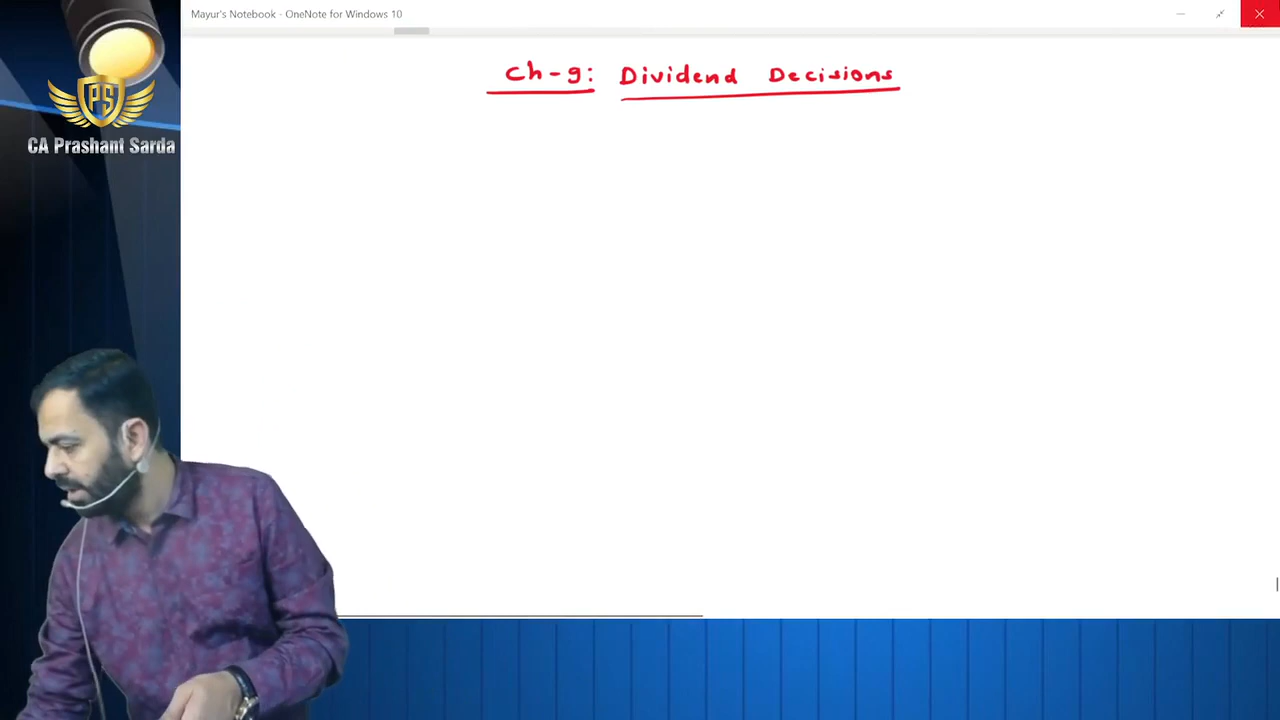 Mayur's Notebook - OneNote for Windows 10
Ch-9: Dividend Decisions
PS
CA Prashant Sarda